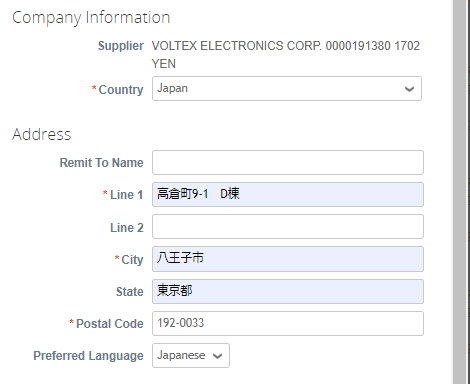 Company Information
Supplier VOLTEX ELECTRONICS CORP. 0000191380 1702
YEN
*Country Japan
Address
Remit To Name
*Line 1 高倉町9-1　D棟
Line 2
*City 八王子市
State 東京都
*Postal Code 192-0033
Preferred Language Japanese